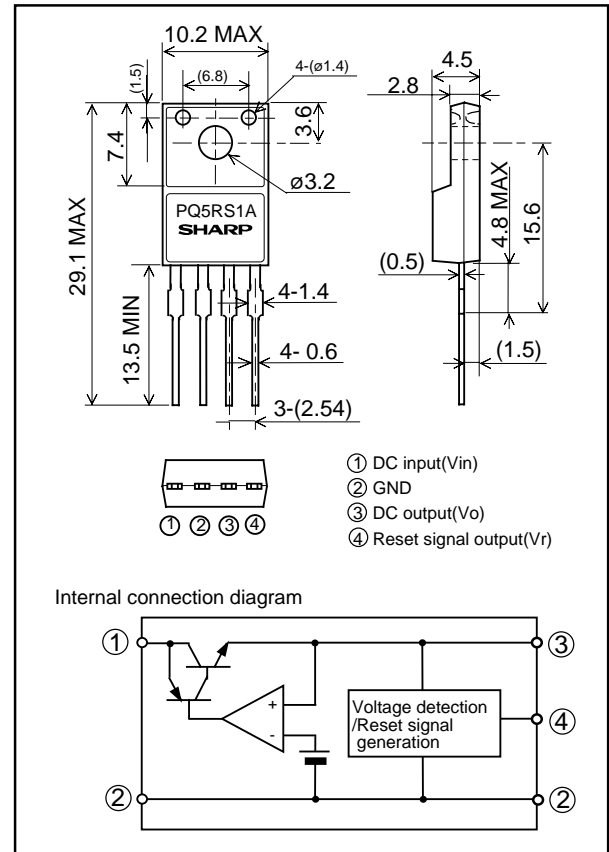 10.2 MAX
(6.8)
4-(ø1.4)
(1.5)
3.6
7.4
ø3.2
29.1 MAX
PQ5RS1A
SHARP
13.5 MIN
4-1.4
4- 0.6
3-(2.54)
4.5
2.8
4.8 MAX
15.6
(0.5)
(1.5)
① ② ③ ④
① DC input(Vin)
② GND
③ DC output(Vo)
④ Reset signal output(Vr)
Internal connection diagram
① ③
+
-
Voltage detection
/Reset signal
generation
④
② ②